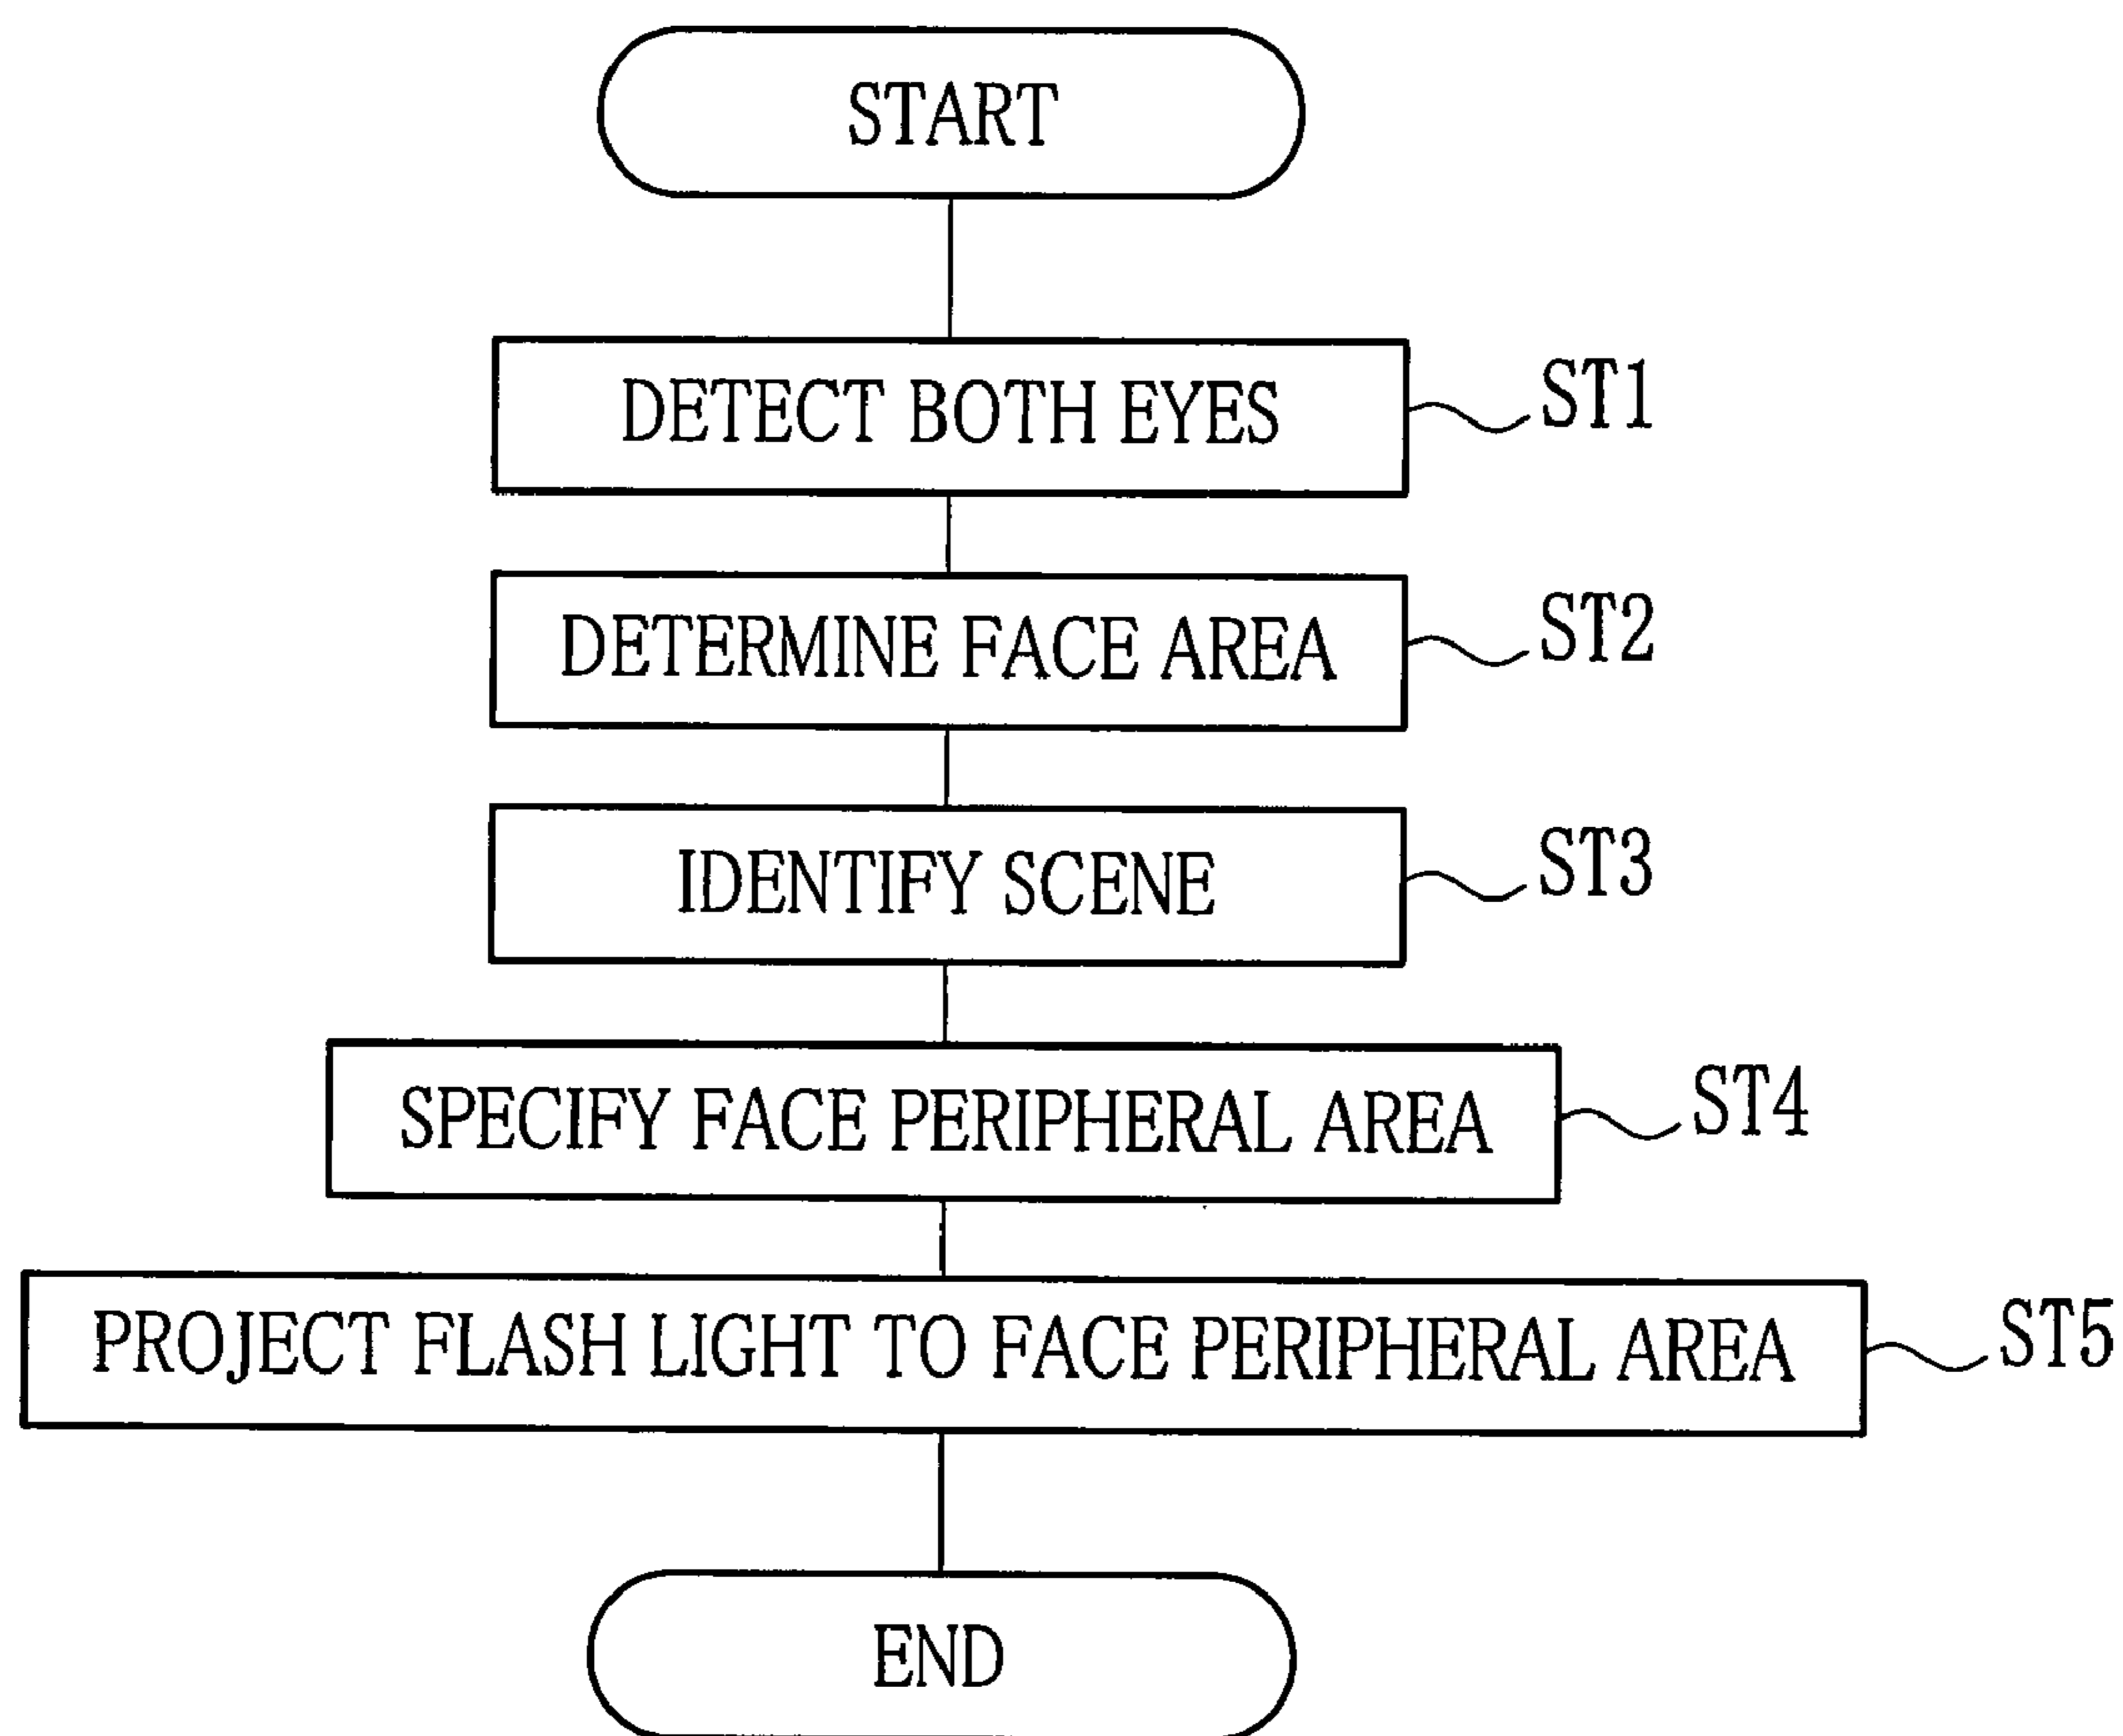 START
DETECT BOTH EYES
ST1
DETERMINE FACE AREA
ST2
IDENTIFY SCENE
ST3
SPECIFY FACE PERIPHERAL AREA
ST4
PROJECT FLASH LIGHT TO FACE PERIPHERAL AREA
ST5
END